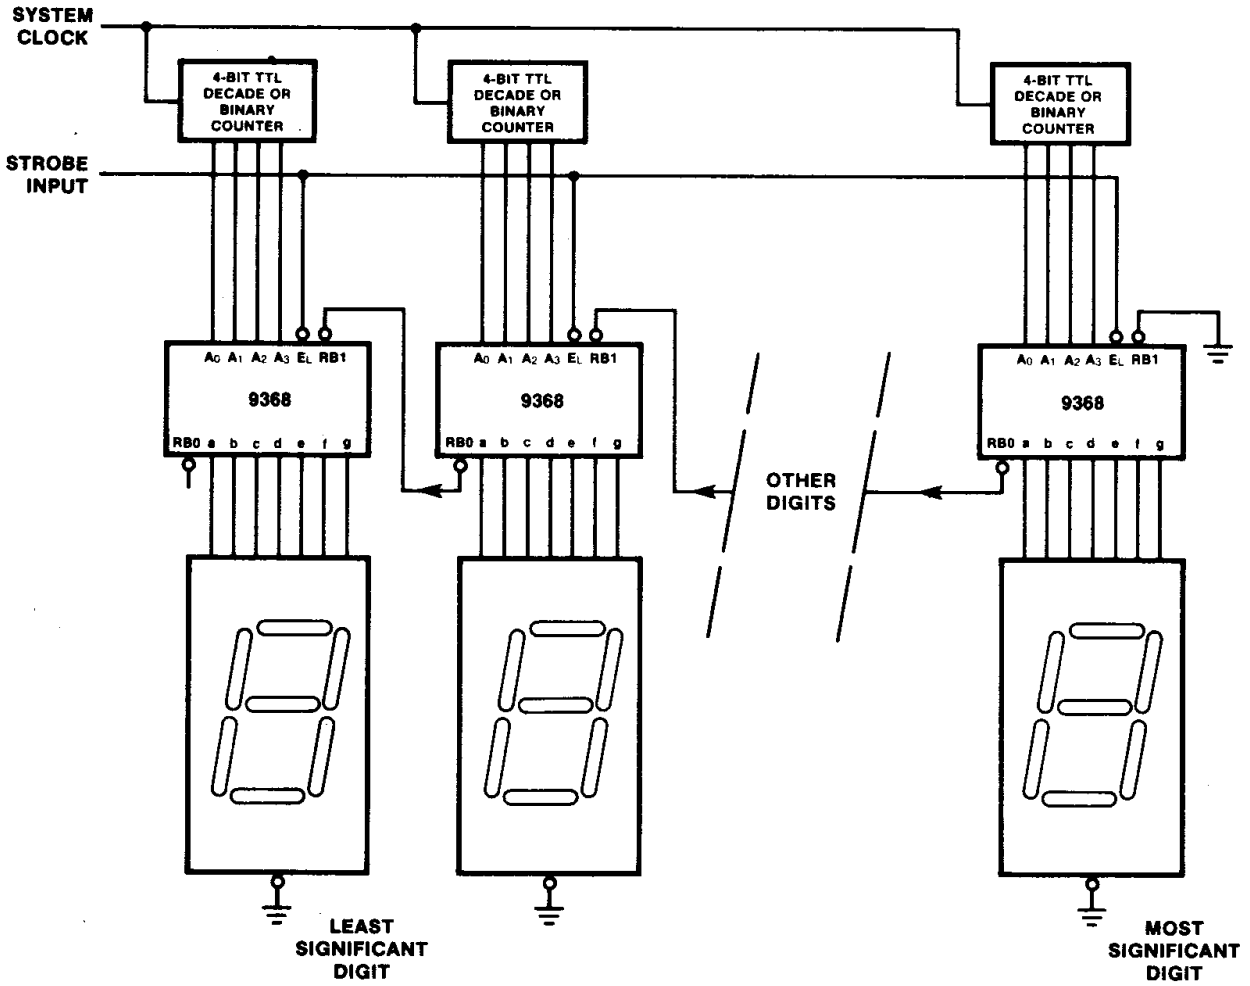 SYSTEM
CLOCK
4-BIT TTL
DECADE OR
BINARY
COUNTER
4-BIT TTL
DECADE OR
BINARY
COUNTER
4-BIT TTL
DECADE OR
BINARY
COUNTER
STROBE
INPUT
A0 A1 A2 A3 EL RB1
9368
RB0 a b c d e f g
A0 A1 A2 A3 EL RB1
9368
RB0 a b c d e f g
OTHER
DIGITS
A0 A1 A2 A3 EL RB1
9368
RB0 a b c d e f g
LEAST
SIGNIFICANT
DIGIT
MOST
SIGNIFICANT
DIGIT